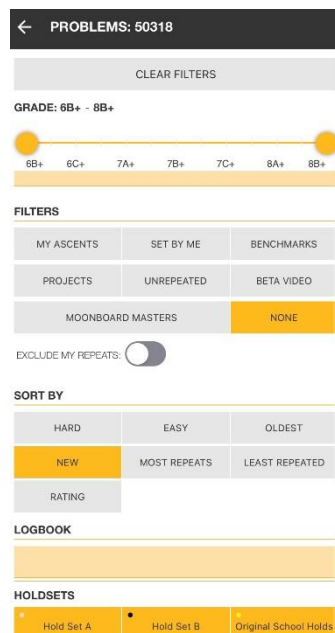 PROBLEMS: 50318
CLEAR FILTERS
GRADE: 6B+ - 8B+
6B+ 6C+ 7A+ 7B+ 7C+ 8A+ 8B+
FILTERS
MY ASCENTS SET BY ME BENCHMARKS
PROJECTS UNREPEATED BETA VIDEO
MOONBOARD MASTERS NONE
EXCLUDE MY REPEATS:
SORT BY
HARD EASY OLDEST
NEW MOST REPEATS LEAST REPEATED
RATING
LOGBOOK
HOLDSETS
Hold Set A Hold Set B Original School Holds